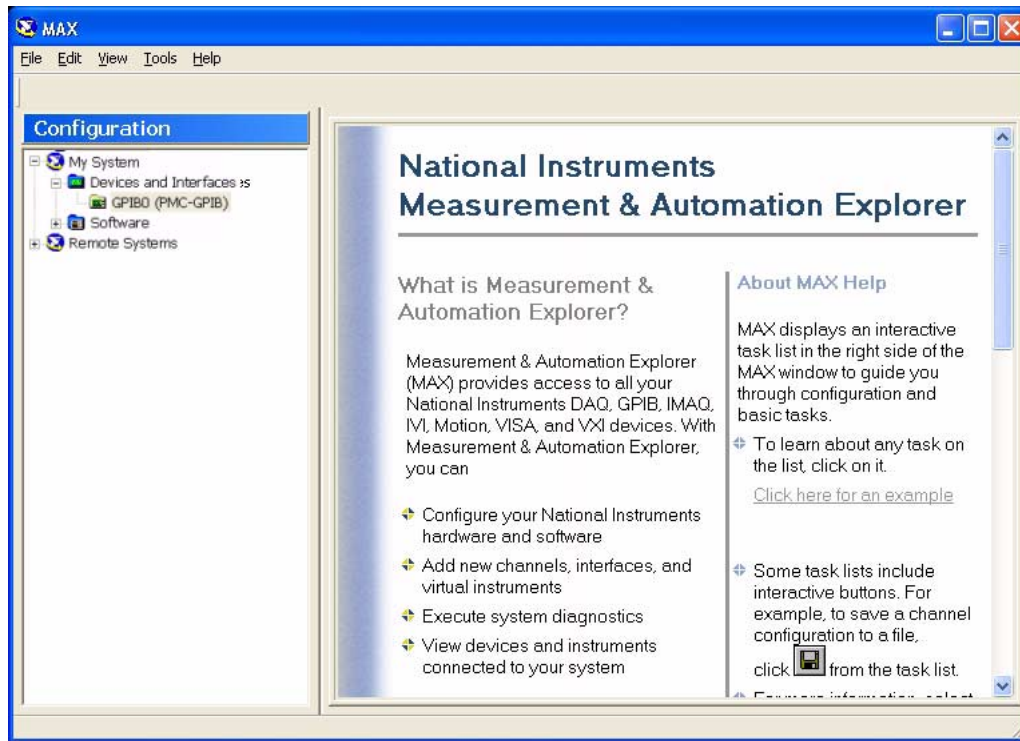 MAX
File Edit View Tools Help
Configuration
My System
Devices and Interfaces
GPIB0 (PMC-GPIB)
Software
Remote Systems
National Instruments
Measurement & Automation Explorer
What is Measurement &
Automation Explorer?
Measurement & Automation Explorer
(MAX) provides access to all your
National Instruments DAQ, GPIB, IMAQ,
IVI, Motion, VISA, and VXI devices. With
Measurement & Automation Explorer,
you can
Configure your National Instruments
hardware and software
Add new channels, interfaces, and
virtual instruments
Execute system diagnostics
View devices and instruments
connected to your system
About MAX Help
MAX displays an interactive
task list in the right side of the
MAX window to guide you
through configuration and
basic tasks.
To learn about any task on
the list, click on it.
Click here for an example
Some task lists include
interactive buttons. For
example, to save a channel
configuration to a file,
click from the task list.
For more information, select